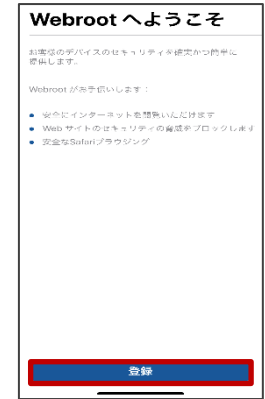 Webroot へようこそ
お客様のデバイスのセキュリティを確実かつ簡単に
提供します。
Webroot がお手伝いします：
安全にインターネットを閲覧いただけます
Web サイトのセキュリティの脅威をブロックします
安全なSafariブラウジング
登録